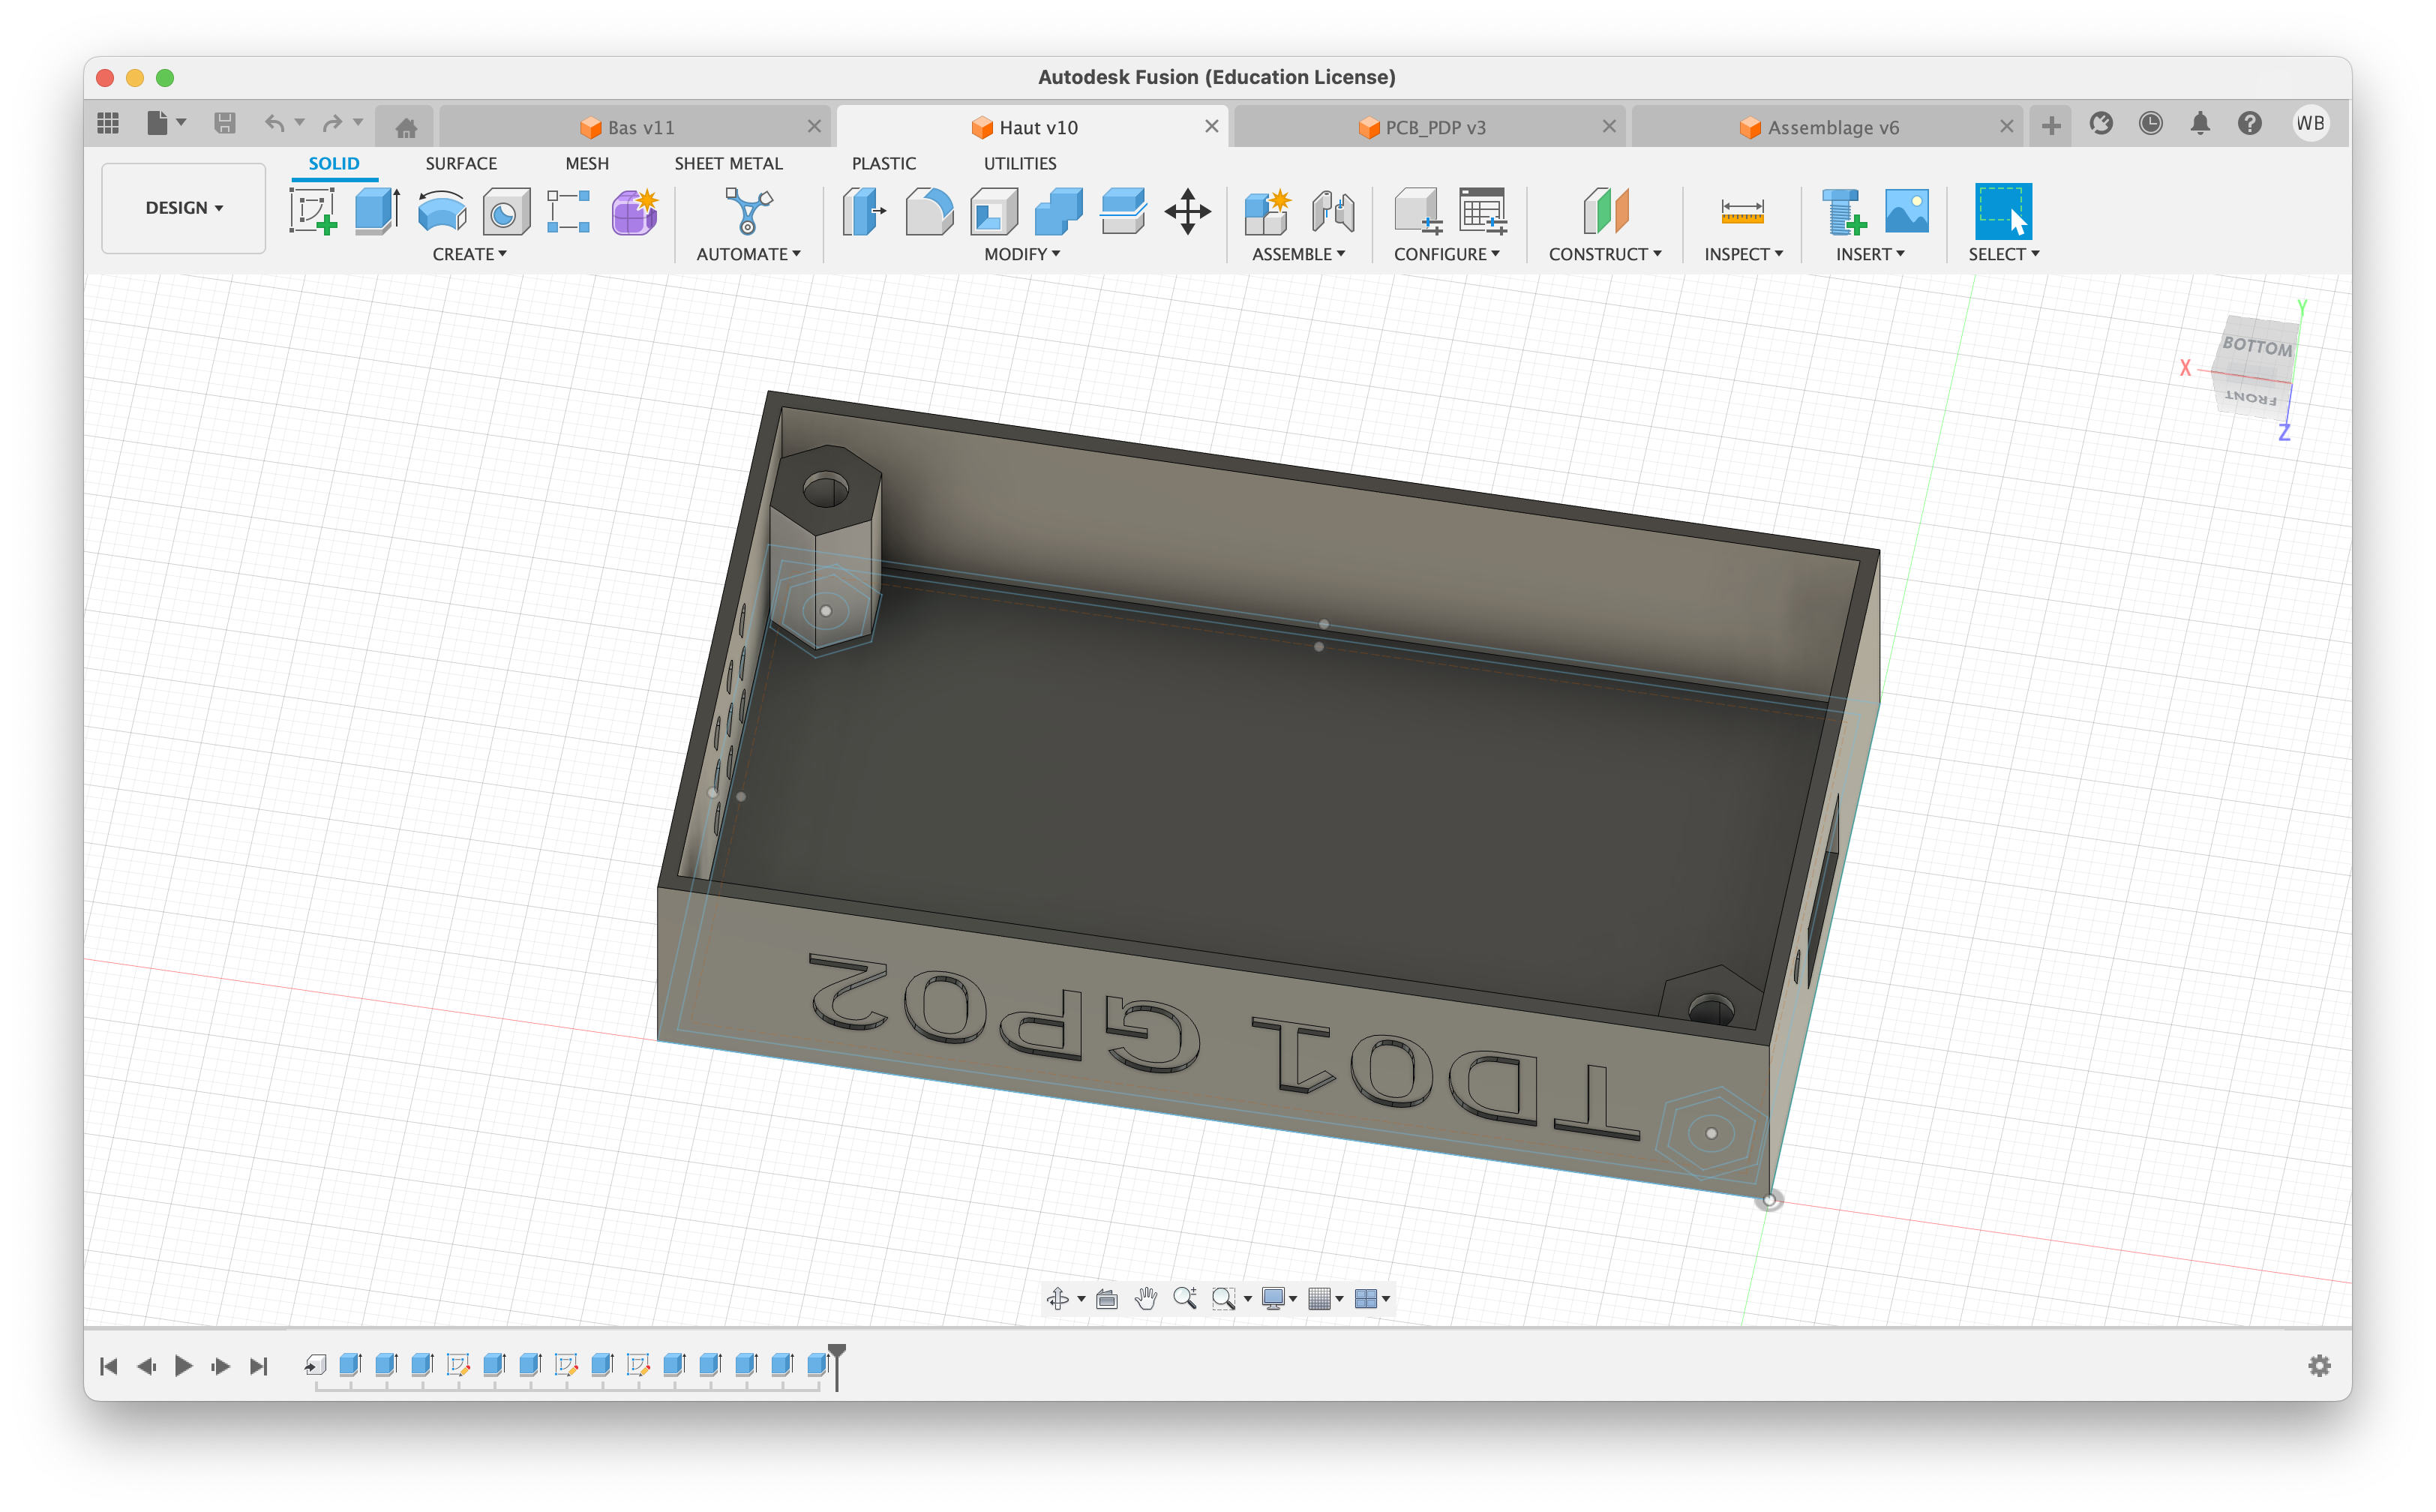 Autodesk Fusion (Education License)
Bas v11
Haut v10
PCB_PDP v3
Assemblage v6
WB
DESIGN
SOLID
SURFACE
MESH
SHEET METAL
PLASTIC
UTILITIES
CREATE
AUTOMATE
MODIFY
ASSEMBLE
CONFIGURE
CONSTRUCT
INSPECT
INSERT
SELECT
Y
BOTTOM
X
FRONT
Z
TD01 GP02